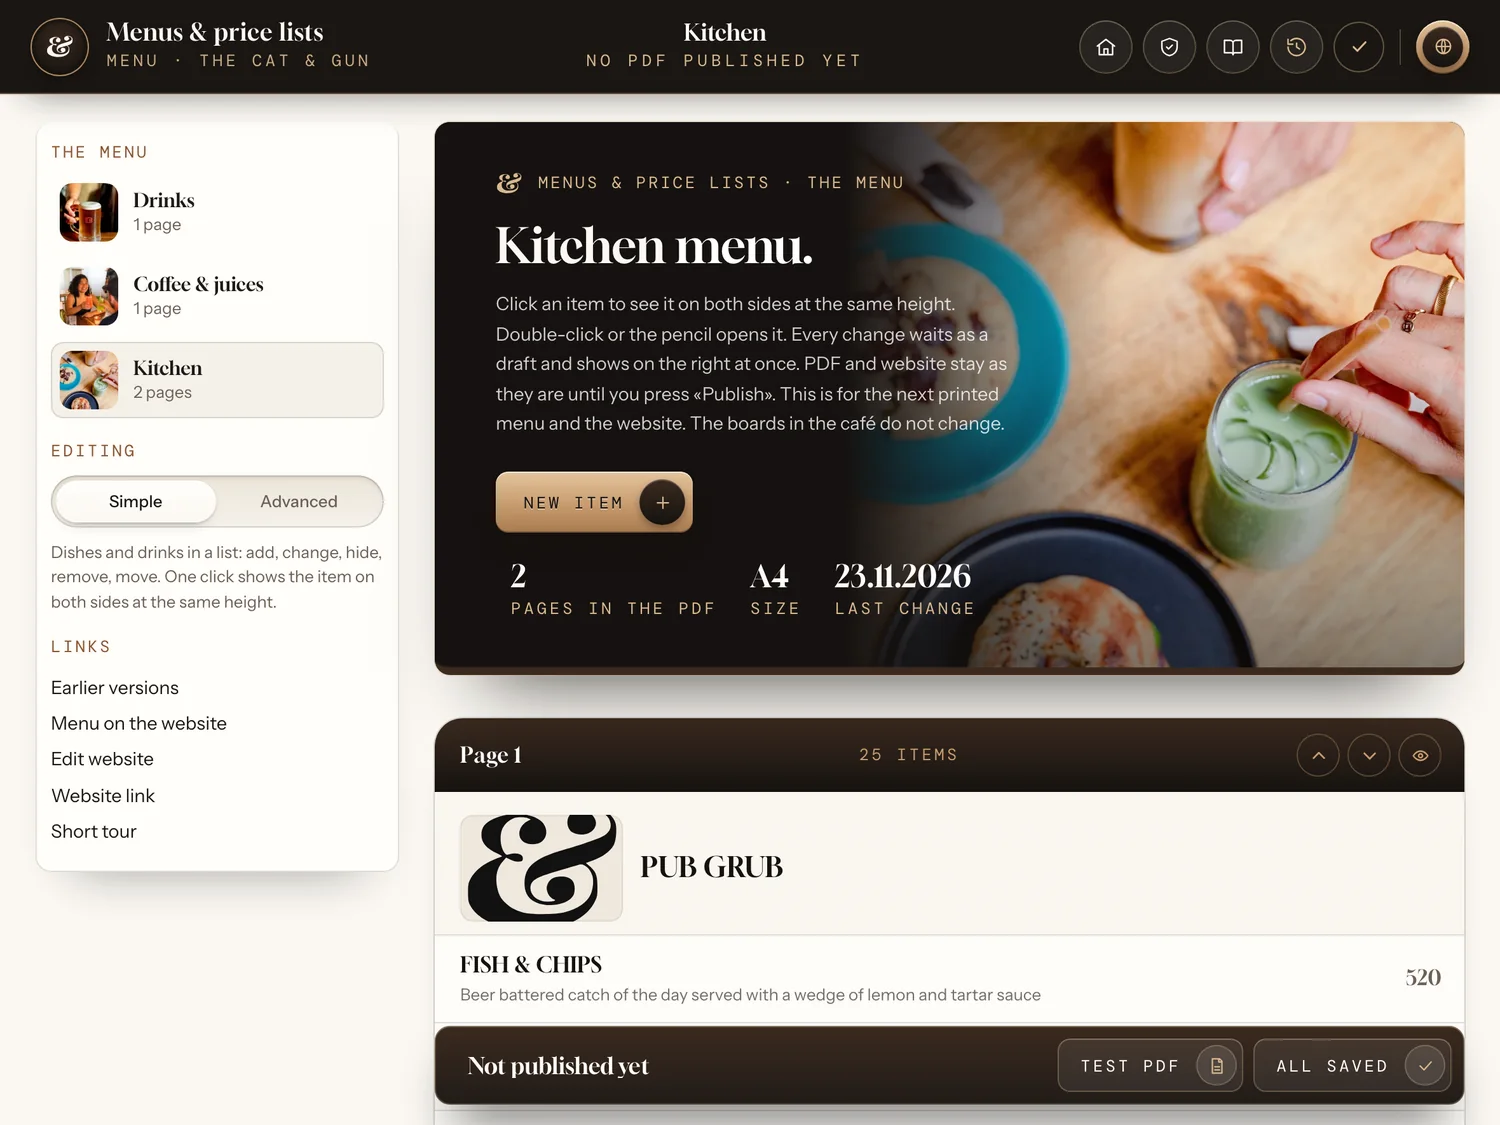 &
Menus & price lists
MENU · THE CAT & GUN
Kitchen
NO PDF PUBLISHED YET
THE MENU
Drinks
1 page
Coffee & juices
1 page
Kitchen
2 pages
EDITING
Simple
Advanced
Dishes and drinks in a list: add, change, hide,
remove, move. One click shows the item on
both sides at the same height.
LINKS
Earlier versions
Menu on the website
Edit website
Website link
Short tour
& MENUS & PRICE LISTS · THE MENU
Kitchen menu.
Click an item to see it on both sides at the same height.
Double-click or the pencil opens it. Every change waits as a
draft and shows on the right at once. PDF and website stay as
they are until you press «Publish». This is for the next printed
menu and the website. The boards in the café do not change.
NEW ITEM
2
PAGES IN THE PDF
A4
SIZE
23.11.2026
LAST CHANGE
Page 1
25 ITEMS
&
PUB GRUB
FISH & CHIPS
Beer battered catch of the day served with a wedge of lemon and tartar sauce
520
Not published yet
TEST PDF
ALL SAVED